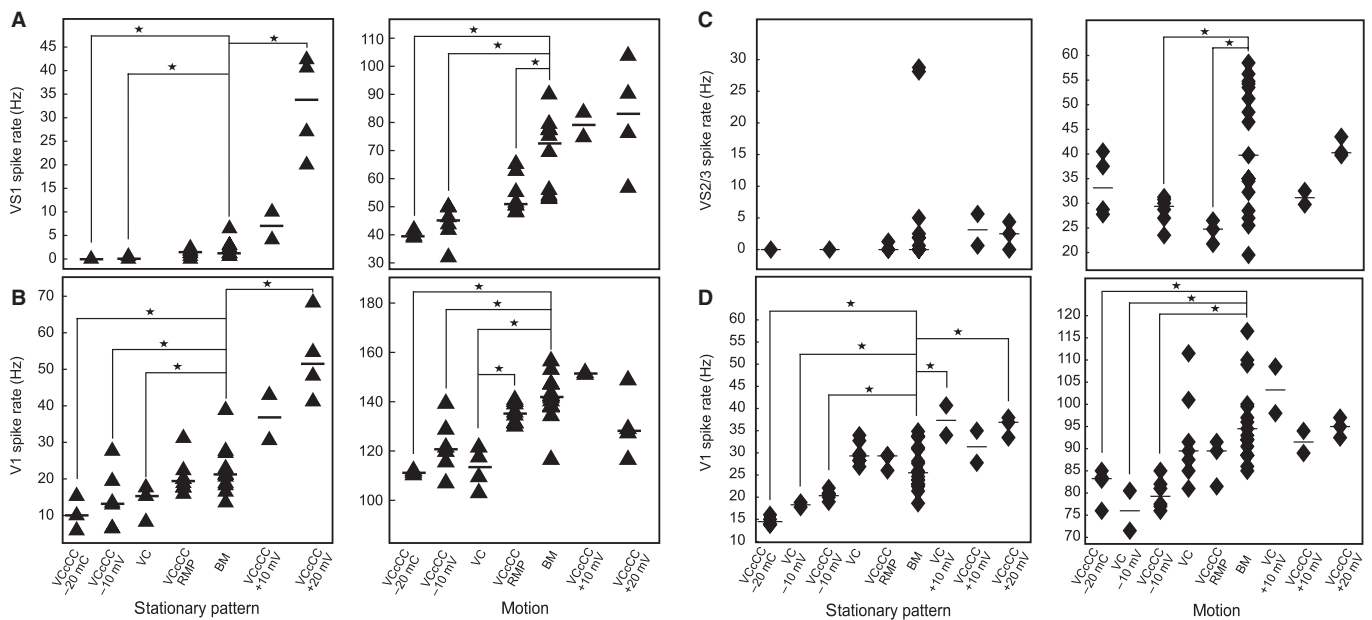 A
VS1 spike rate (Hz)
45
40
35
30
25
20
15
10
5
0
★
★
★
110
100
90
80
70
60
50
40
30
★
★
★
B
V1 spike rate (Hz)
70
60
50
40
30
20
10
★
★
★
★
VCcCC –20 mC
VCcCC –10 mV
VC
VCcCC RMP
BM
VCcCC +10 mV
VCcCC +20 mV
Stationary pattern
180
160
140
120
100
★
★
★
★
VCcCC –20 mC
VCcCC –10 mV
VC
VCcCC RMP
BM
VCcCC +10 mV
VCcCC +20 mV
Motion
C
VS2/3 spike rate (Hz)
30
25
20
15
10
5
0
60
55
50
45
40
35
30
25
20
★
★
D
V1 spike rate (Hz)
60
55
50
45
40
35
30
25
20
15
10
★
★
★
★
★
VCcCC –20 mC
VC –10 mV
VCcCC –10 mV
VC
VCcCC RMP
BM
VC +10 mV
VCcCC +10 mV
VCcCC +20 mV
Stationary pattern
120
115
110
105
100
95
90
85
80
75
70
★
★
★
VCcCC –20 mC
VC –10 mV
VCcCC –10 mV
VC
VCcCC RMP
BM
VC +10 mV
VCcCC +10 mV
VCcCC +20 mV
Motion